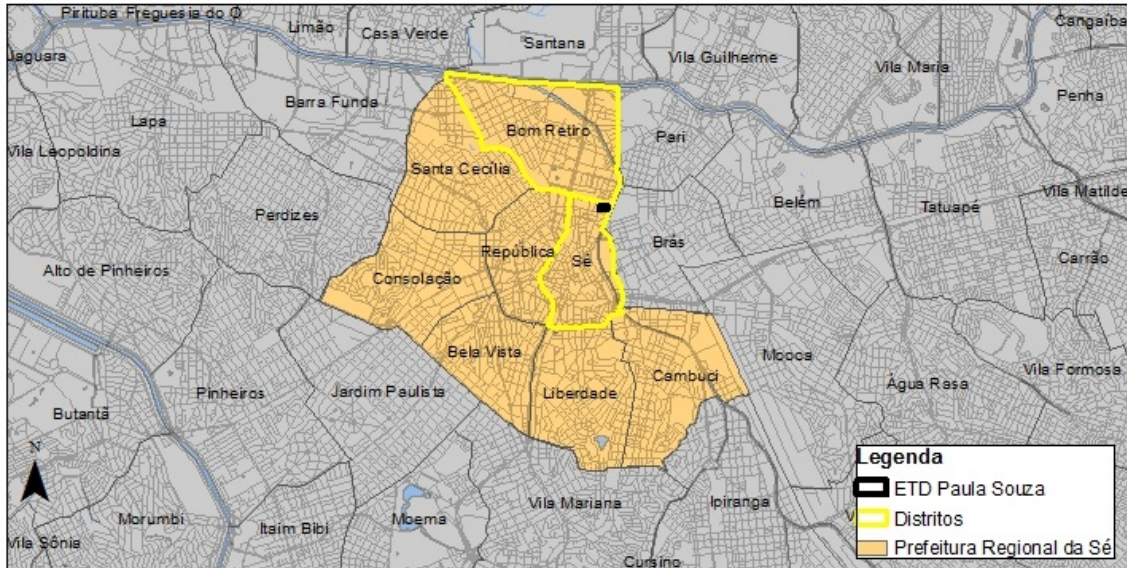 Pirituba Freguesia do Ó
Limão
Casa Verde
Santana
Cangaíba
Jaguara
Vila Guilherme
Vila Maria
Barra Funda
Penha
Lapa
Bom Retiro
Pari
Vila Leopoldina
Santa Cecília
Belém
Vila Matilde
Perdizes
Tatuapé
República
Brás
Sé
Alto de Pinheiros
Consolação
Carrão
Bela Vista
Mooca
Cambuci
Vila Formosa
Pinheiros
Jardim Paulista
Liberdade
Água Rasa
Butantã
N
Legenda
ETD Paula Souza
Distritos
Prefeitura Regional da Sé
Vila Mariana
Ipiranga
Morumbi
Itaim Bibi
Moema
Vila Sônia
Cursino